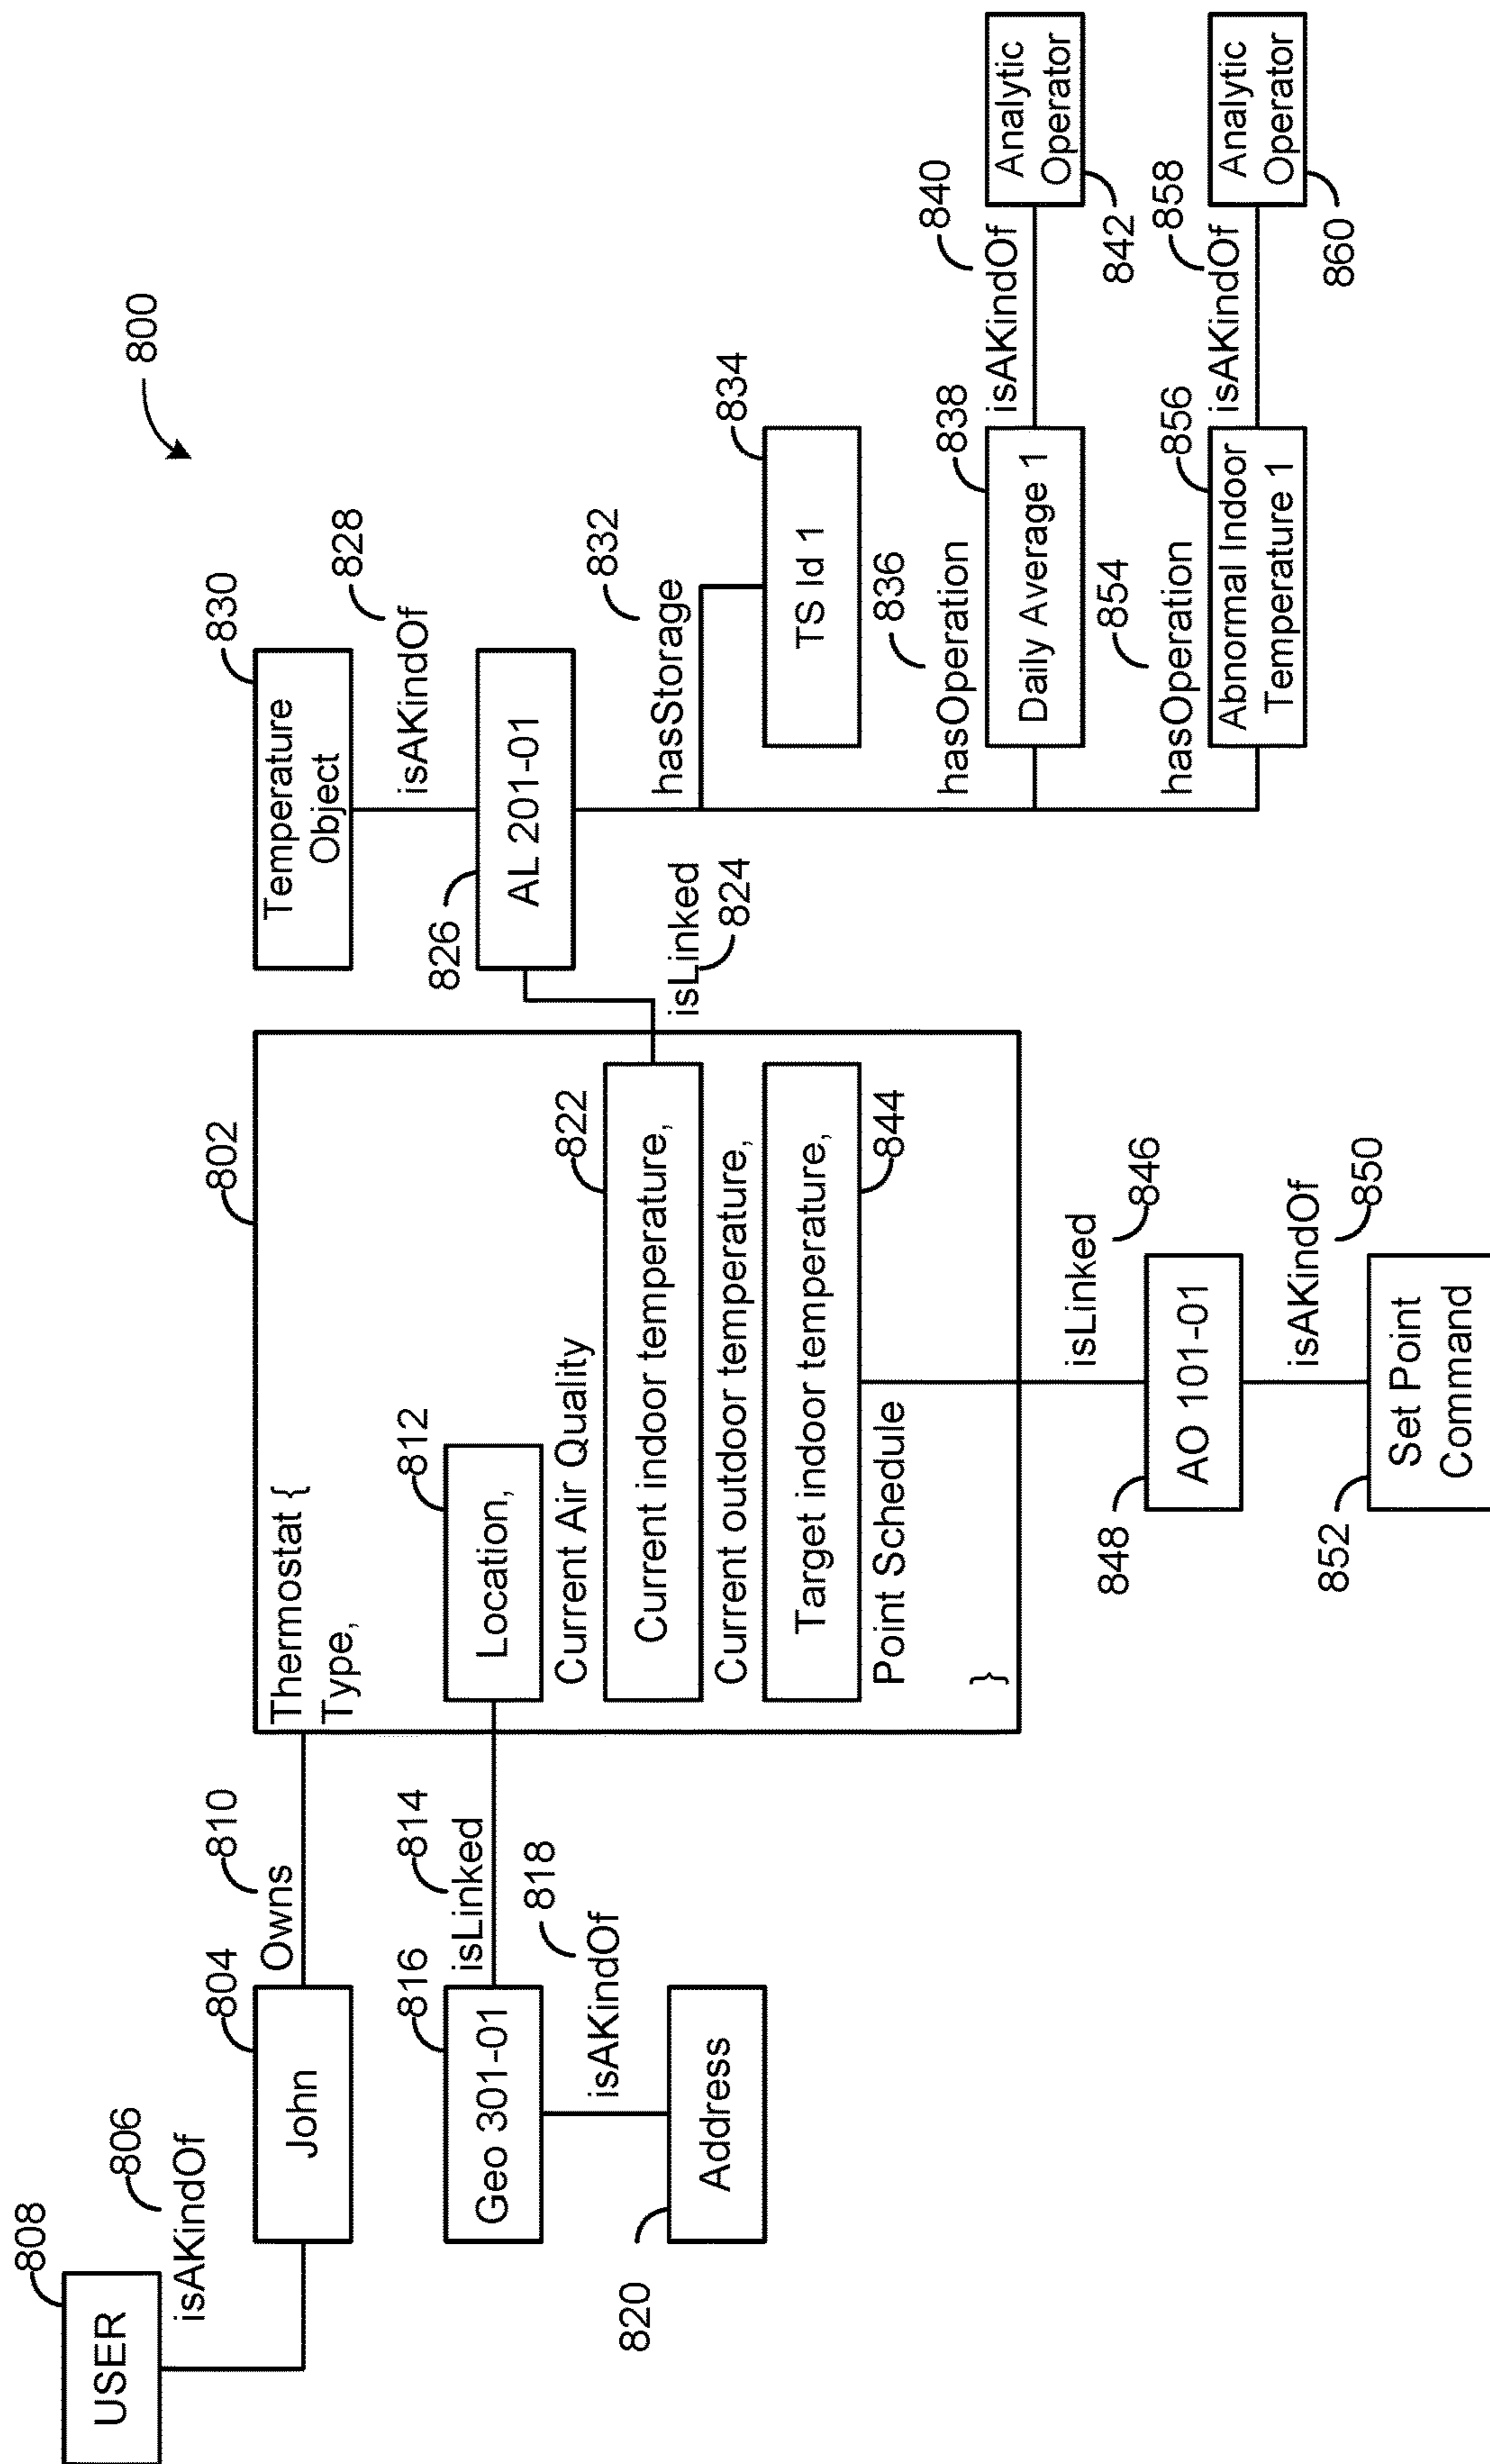 800
808
USER
806
isAKindOf
804
John
810
Owns
802
Thermostat {
Type,
812
Location,
Current Air Quality
822
Current indoor temperature,
Current outdoor temperature,
Target indoor temperature,
844
Point Schedule
}
816
Geo 301-01
814
isLinked
818
isAKindOf
820
Address
830
Temperature
Object
828
isAKindOf
826
AL 201-01
isLinked
824
832
hasStorage
834
TS Id 1
836
hasOperation
838
Daily Average 1
840
isAKindOf
Analytic
Operator
842
854
hasOperation
856
Abnormal Indoor
Temperature 1
858
isAKindOf
Analytic
Operator
860
isLinked
846
848
AO 101-01
isAKindOf
850
852
Set Point
Command